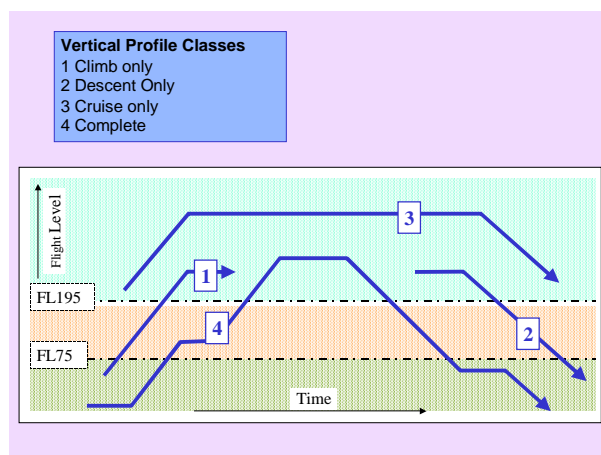 Vertical Profile Classes
1 Climb only
2 Descent Only
3 Cruise only
4 Complete
Flight Level
3
1
FL195
4
2
FL75
Time